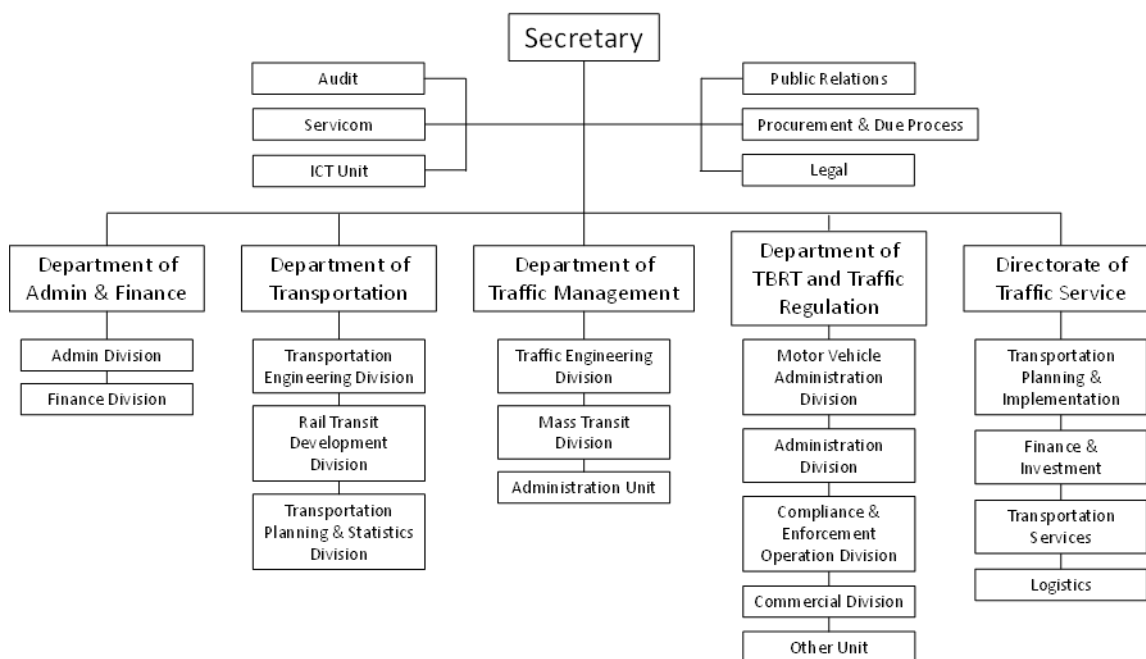 Secretary
Audit
Public Relations
Servicom
Procurement & Due Process
ICT Unit
Legal
Department of
Admin & Finance
Admin Division
Finance Division
Department of
Transportation
Transportation
Engineering Division
Rail Transit
Development
Division
Transportation
Planning & Statistics
Division
Department of
Traffic Management
Traffic Engineering
Division
Mass Transit
Division
Administration Unit
Department of
TBRT and Traffic
Regulation
Motor Vehicle
Administration
Division
Administration
Division
Compliance &
Enforcement
Operation Division
Commercial Division
Other Unit
Directorate of
Traffic Service
Transportation
Planning &
Implementation
Finance &
Investment
Transportation
Services
Logistics